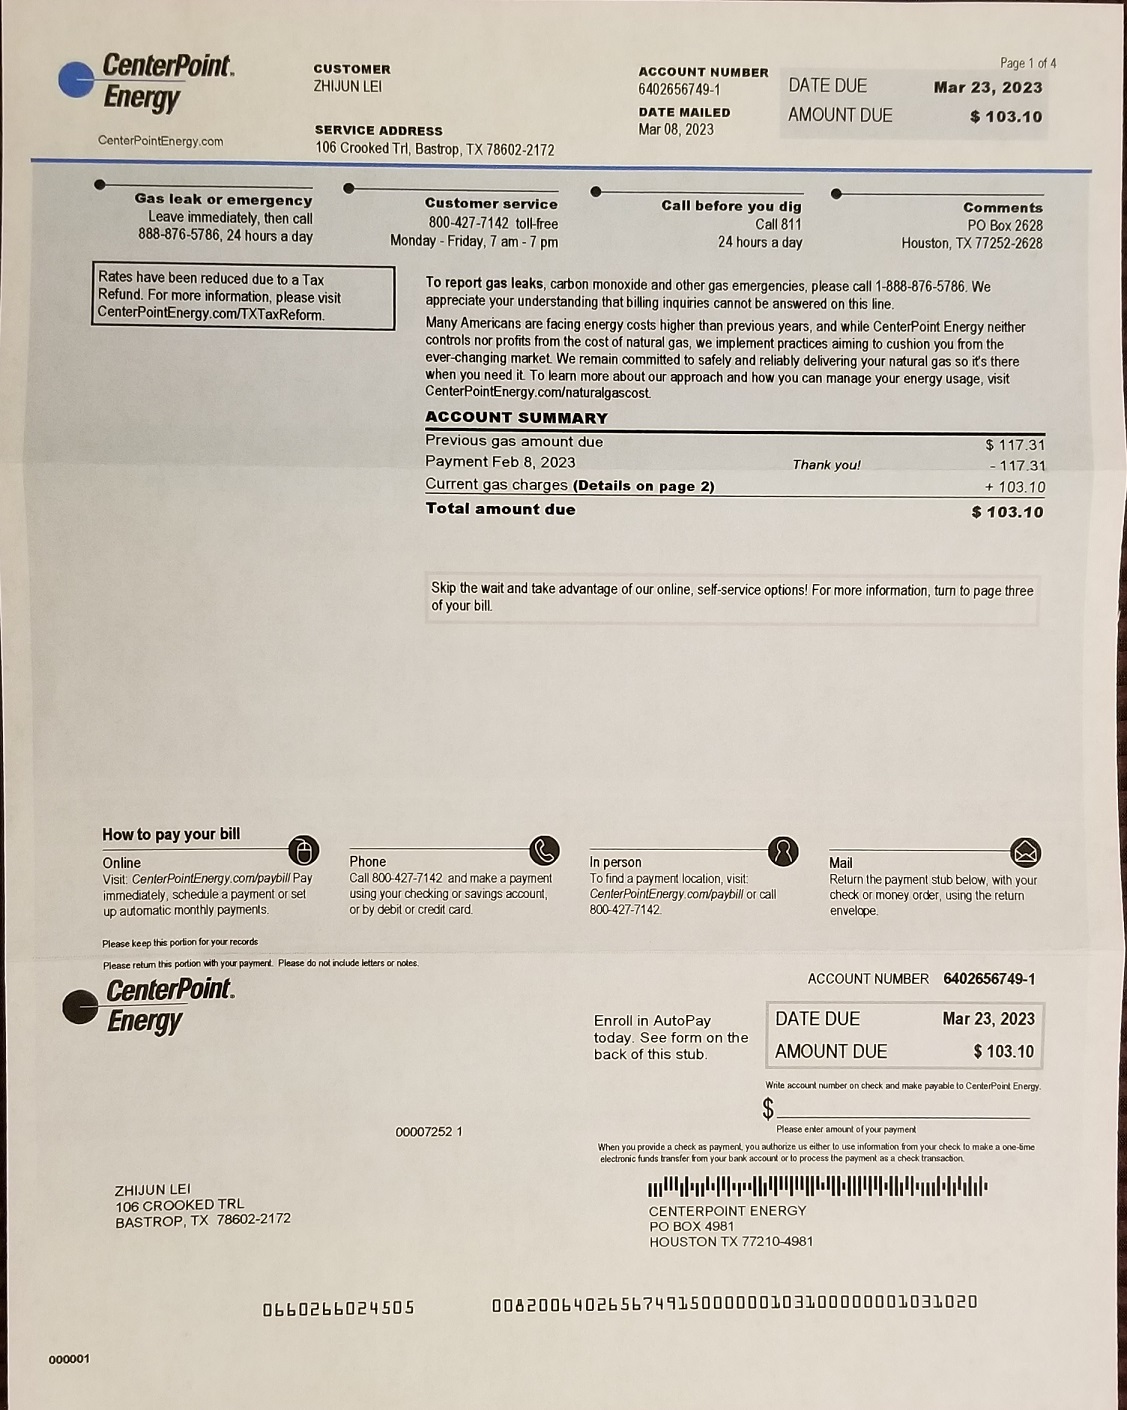 Page 1 of 4
CenterPoint.
Energy
CenterPointEnergy.com
CUSTOMER
ZHIJUN LEI
SERVICE ADDRESS
106 Crooked Trl, Bastrop, TX 78602-2172
ACCOUNT NUMBER
6402656749-1
DATE MAILED
Mar 08, 2023
DATE DUE Mar 23, 2023
AMOUNT DUE $ 103.10
Gas leak or emergency
Leave immediately, then call
888-876-5786, 24 hours a day
Customer service
800-427-7142 toll-free
Monday - Friday, 7 am - 7 pm
Call before you dig
Call 811
24 hours a day
Comments
PO Box 2628
Houston, TX 77252-2628
Rates have been reduced due to a Tax
Refund. For more information, please visit
CenterPointEnergy.com/TXTaxReform.
To report gas leaks, carbon monoxide and other gas emergencies, please call 1-888-876-5786. We
appreciate your understanding that billing inquiries cannot be answered on this line.
Many Americans are facing energy costs higher than previous years, and while CenterPoint Energy neither
controls nor profits from the cost of natural gas, we implement practices aiming to cushion you from the
ever-changing market. We remain committed to safely and reliably delivering your natural gas so it's there
when you need it. To learn more about our approach and how you can manage your energy usage, visit
CenterPointEnergy.com/naturalgascost.
ACCOUNT SUMMARY
Previous gas amount due $ 117.31
Payment Feb 8, 2023 Thank you! - 117.31
Current gas charges (Details on page 2) + 103.10
Total amount due $ 103.10
Skip the wait and take advantage of our online, self-service options! For more information, turn to page three
of your bill.
How to pay your bill
Online
Visit: CenterPointEnergy.com/paybill Pay
immediately, schedule a payment or set
up automatic monthly payments.
Phone
Call 800-427-7142 and make a payment
using your checking or savings account,
or by debit or credit card.
In person
To find a payment location, visit:
CenterPointEnergy.com/paybill or call
800-427-7142.
Mail
Return the payment stub below, with your
check or money order, using the return
envelope.
Please keep this portion for your records
Please return this portion with your payment. Please do not include letters or notes.
CenterPoint.
Energy
ACCOUNT NUMBER 6402656749-1
Enroll in AutoPay
today. See form on the
back of this stub.
DATE DUE Mar 23, 2023
AMOUNT DUE $ 103.10
Write account number on check and make payable to CenterPoint Energy.
$
Please enter amount of your payment
00007252 1
When you provide a check as payment, you authorize us either to use information from your check to make a one-time
electronic funds transfer from your bank account or to process the payment as a check transaction.
ZHIJUN LEI
106 CROOKED TRL
BASTROP, TX 78602-2172
CENTERPOINT ENERGY
PO BOX 4981
HOUSTON TX 77210-4981
0660266024505 008200640265674915000000103100000001031020
000001